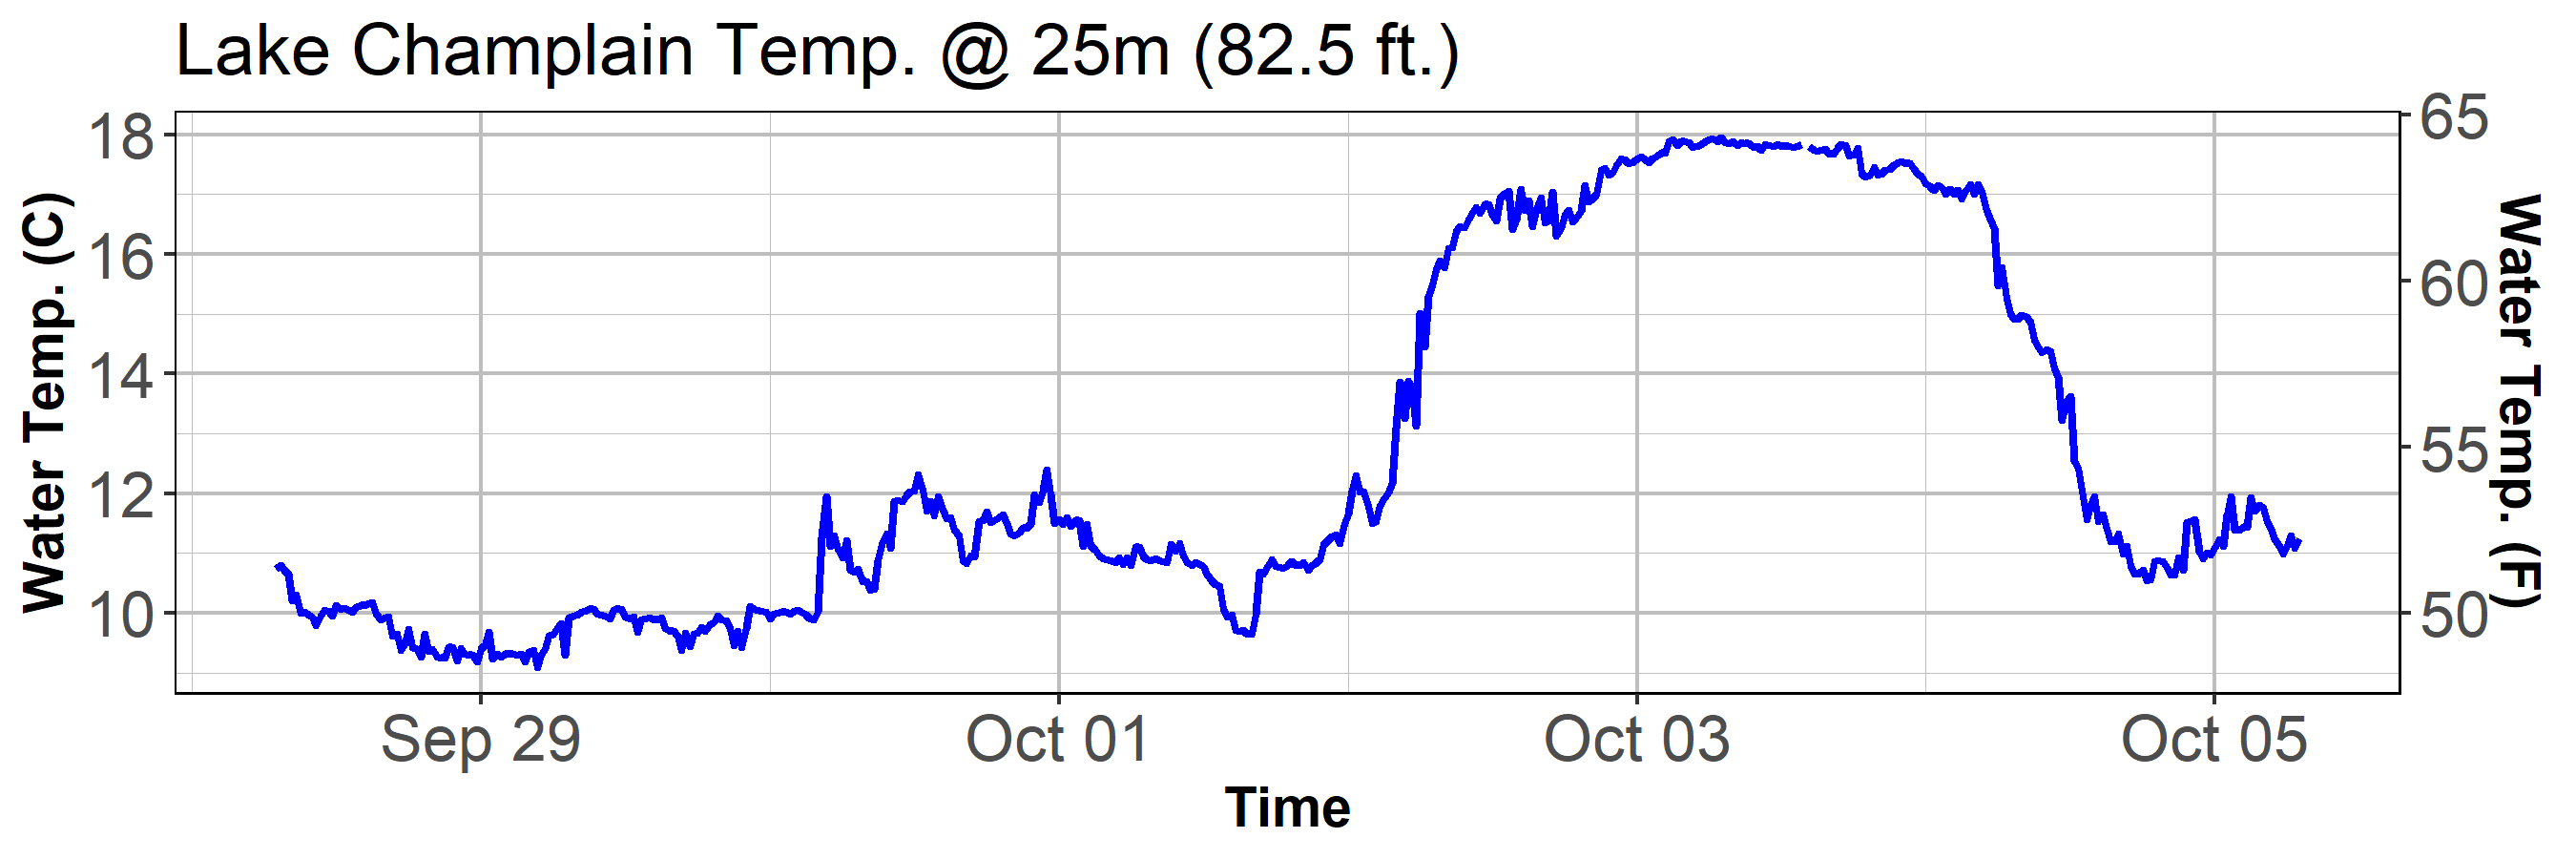 Lake Champlain Temp. @ 25m (82.5 ft.)
Water Temp. (C)
18
16
14
12
10
65
60
55
50
Water Temp. (F)
Sep 29
Oct 01
Oct 03
Oct 05
Time